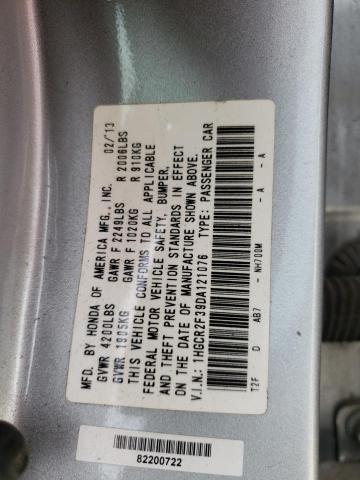 MFD. BY HONDA OF AMERICA MFG., INC. 02/13
GVWR 4200LBS GAWR F 2249LBS R 2006LBS
GVWR 1905KG GAWR F 1020KG R 910KG
THIS VEHICLE CONFORMS TO ALL APPLICABLE
FEDERAL MOTOR VEHICLE SAFETY, BUMPER,
AND THEFT PREVENTION STANDARDS IN EFFECT
ON THE DATE OF MANUFACTURE SHOWN ABOVE.
V.I.N.: 1HGCR2F39DA121076 PASSENGER CAR
T2F D AB7 - NH700M - A - A
82200722